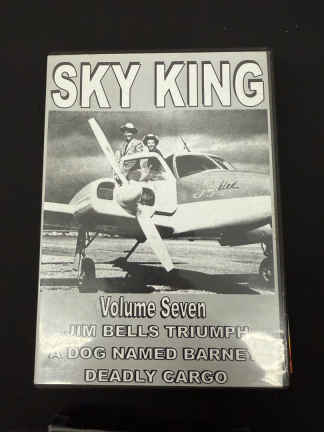 SKY KING
Volume Seven
JIM BELLS TRIUMPH
A DOG NAMED BARNEY
DEADLY CARGO